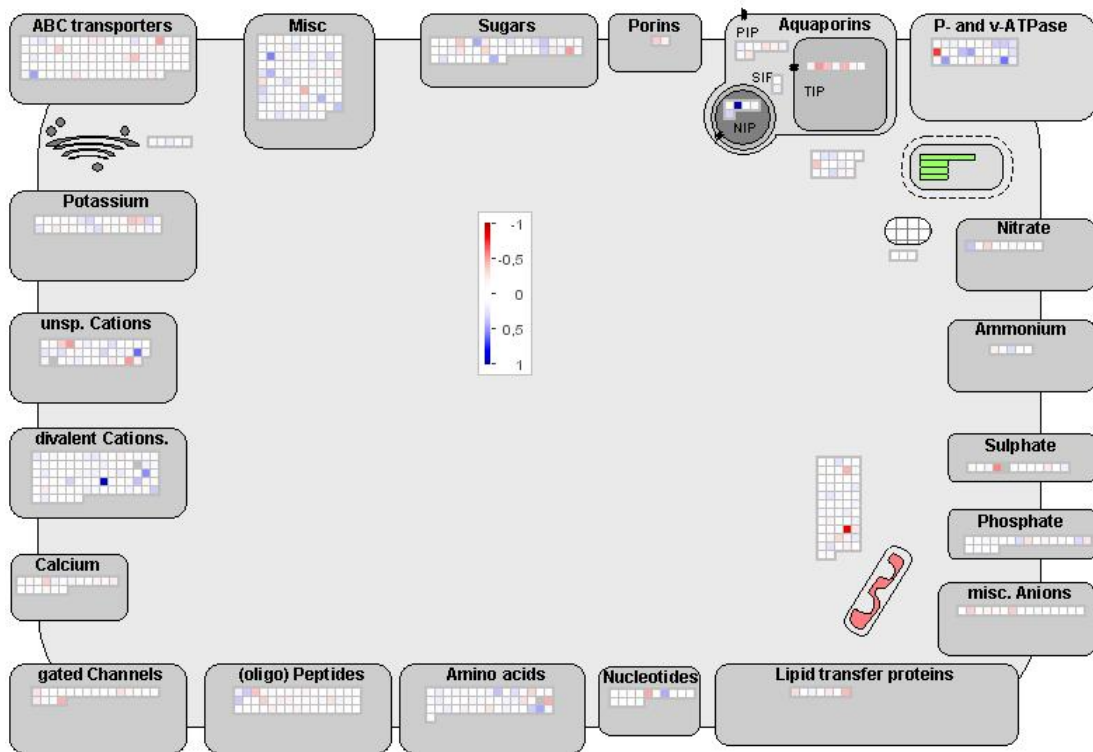 ABC transporters
Misc
Sugars
Porins
PIP
Aquaporins
SIP
TIP
NIP
P- and v-ATPase
Potassium
-1
-0,5
0
0,5
1
Nitrate
unsp. Cations
Ammonium
divalent Cations.
Sulphate
Phosphate
Calcium
misc. Anions
gated Channels
(oligo) Peptides
Amino acids
Nucleotides
Lipid transfer proteins